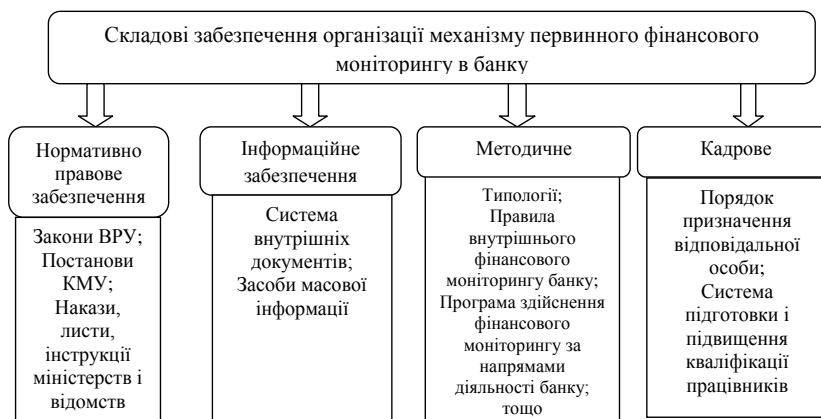 Складові забезпечення організації механізму первинного фінансового
моніторингу в банку
Нормативно
правове
забезпечення
Закони ВРУ;
Постанови
КМУ;
Накази,
листи,
інструкції
міністерств і
відомств
Інформаційне
забезпечення
Система
внутрішніх
документів;
Засоби масової
інформації
Методичне
Типології;
Правила
внутрішнього
фінансового
моніторингу банку;
Програма здійснення
фінансового
моніторингу за
напрямами
діяльності банку;
тощо
Кадрове
Порядок
призначення
відповідальної
особи;
Система
підготовки і
підвищення
кваліфікації
працівників